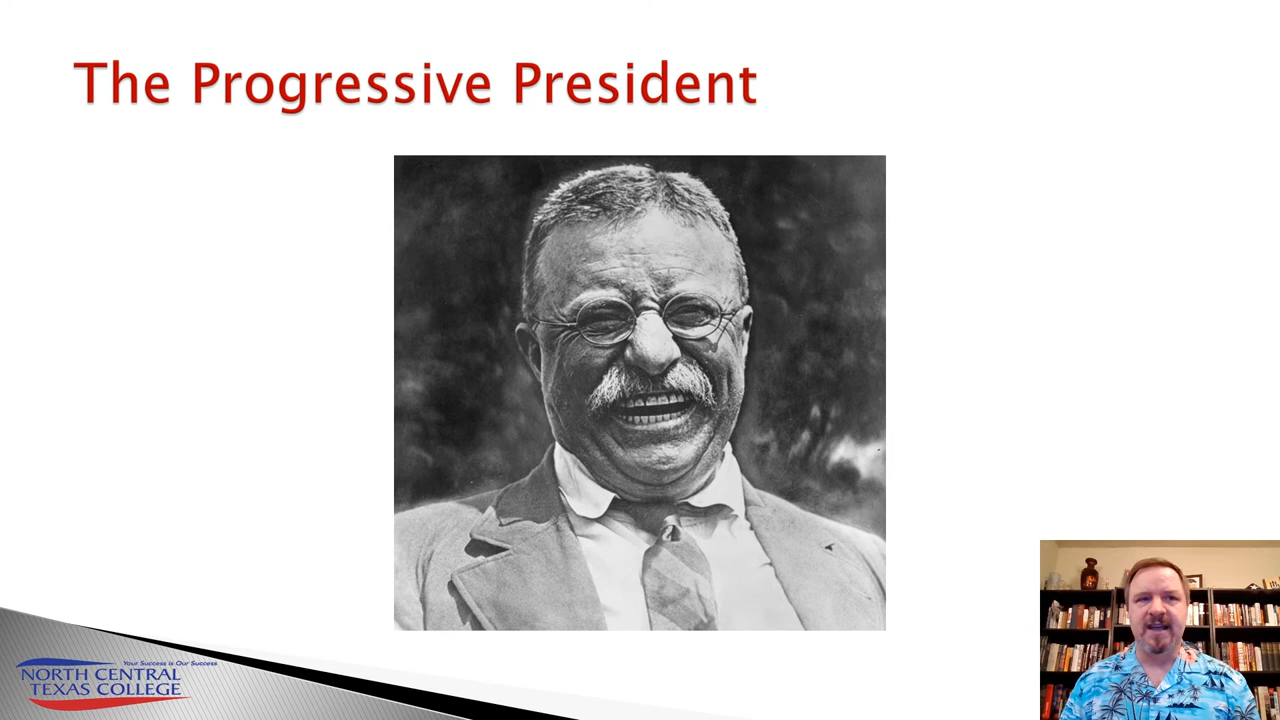 The Progressive President
Your Success is Our Success
NORTH CENTRAL
TEXAS COLLEGE